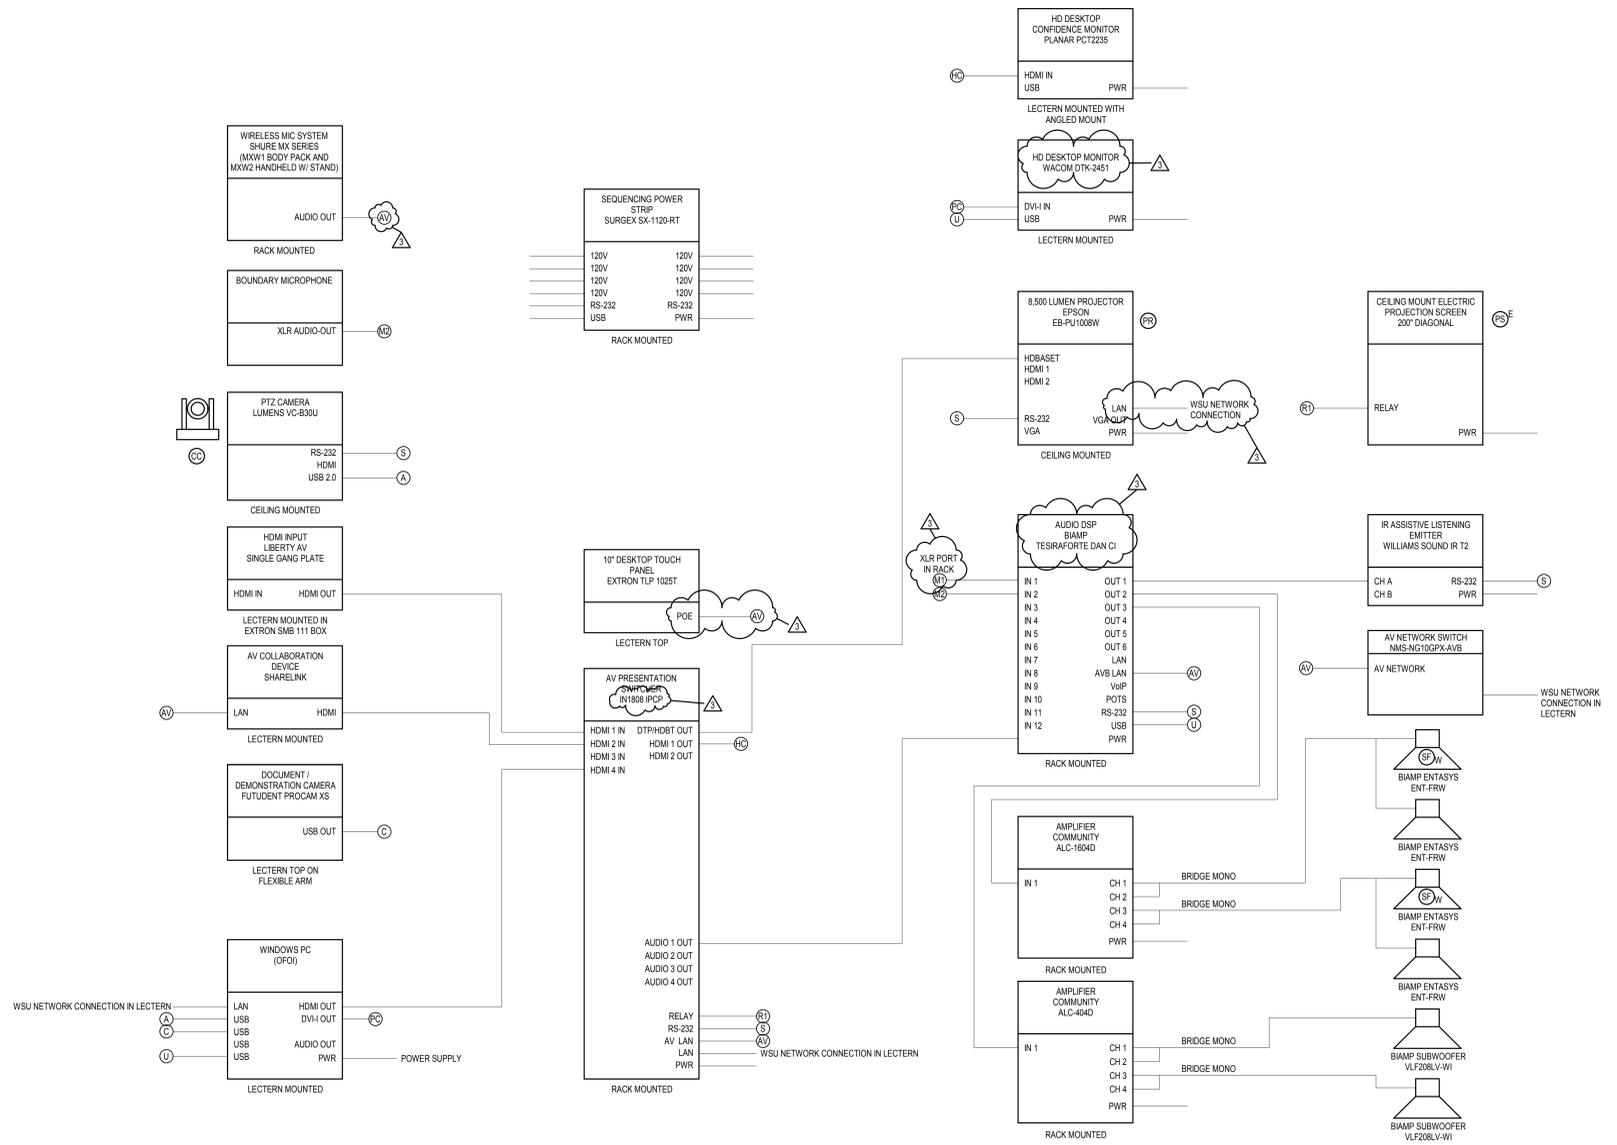 HD DESKTOP
CONFIDENCE MONITOR
PLANAR PCT2235
HC
HDMI IN
USB
PWR
LECTERN MOUNTED WITH
ANGLED MOUNT
WIRELESS MIC SYSTEM
SHURE MX SERIES
(MXW1 BODY PACK AND
MXW2 HANDHELD W/ STAND)
AUDIO OUT
AV
3
RACK MOUNTED
HD DESKTOP MONITOR
WACOM DTK-2451
3
PC
DVI-I IN
U
USB
PWR
LECTERN MOUNTED
SEQUENCING POWER
STRIP
SURGEX SX-1120-RT
120V 120V
120V 120V
120V 120V
120V 120V
RS-232 RS-232
USB PWR
RACK MOUNTED
BOUNDARY MICROPHONE
XLR AUDIO-OUT
M2
8,500 LUMEN PROJECTOR
EPSON
EB-PU1008W
PR
HDBASET
HDMI 1
HDMI 2
LAN
WSU NETWORK
CONNECTION
S
RS-232
VGA OUT
VGA
PWR
3
CEILING MOUNTED
CEILING MOUNT ELECTRIC
PROJECTION SCREEN
200" DIAGONAL
PS
E
R1
RELAY
PWR
PTZ CAMERA
LUMENS VC-B30U
CC
RS-232
S
HDMI
USB 2.0
A
CEILING MOUNTED
HDMI INPUT
LIBERTY AV
SINGLE GANG PLATE
HDMI IN HDMI OUT
LECTERN MOUNTED IN
EXTRON SMB 111 BOX
10" DESKTOP TOUCH
PANEL
EXTRON TLP 1025T
POE
AV
3
LECTERN TOP
3
AUDIO DSP
BIAMP
TESIRAFORTE DAN CI
3
XLR PORT
IN RACK
M1
M2
IN 1 OUT 1
IN 2 OUT 2
IN 3 OUT 3
IN 4 OUT 4
IN 5 OUT 5
IN 6 OUT 6
IN 7 LAN
IN 8 AVB LAN AV
IN 9 VoIP
IN 10 POTS
IN 11 RS-232 S
IN 12 USB U
PWR
RACK MOUNTED
IR ASSISTIVE LISTENING
EMITTER
WILLIAMS SOUND IR T2
CH A RS-232 S
CH B PWR
AV NETWORK SWITCH
NMS-NG10GPX-AVB
AV
AV NETWORK
WSU NETWORK
CONNECTION IN
LECTERN
AV COLLABORATION
DEVICE
SHARELINK
AV
LAN HDMI
LECTERN MOUNTED
AV PRESENTATION
SWITCHER
IN1808 IPCP
3
HDMI 1 IN DTP/HDBT OUT
HDMI 2 IN HDMI 1 OUT HC
HDMI 3 IN HDMI 2 OUT
HDMI 4 IN
AUDIO 1 OUT
AUDIO 2 OUT
AUDIO 3 OUT
AUDIO 4 OUT
RELAY R1
RS-232 S
AV LAN AV
LAN WSU NETWORK CONNECTION IN LECTERN
PWR
RACK MOUNTED
DOCUMENT /
DEMONSTRATION CAMERA
FUTUDENT PROCAM XS
USB OUT
C
LECTERN TOP ON
FLEXIBLE ARM
WINDOWS PC
(OFOI)
WSU NETWORK CONNECTION IN LECTERN LAN HDMI OUT
A USB DVI-I OUT PC
C USB
USB AUDIO OUT
U USB PWR POWER SUPPLY
LECTERN MOUNTED
AMPLIFIER
COMMUNITY
ALC-1604D
IN 1 CH 1 BRIDGE MONO
CH 2
CH 3 BRIDGE MONO
CH 4
PWR
RACK MOUNTED
AMPLIFIER
COMMUNITY
ALC-404D
IN 1 CH 1 BRIDGE MONO
CH 2
CH 3 BRIDGE MONO
CH 4
PWR
RACK MOUNTED
SF W
BIAMP ENTASYS
ENT-FRW
BIAMP ENTASYS
ENT-FRW
SF W
BIAMP ENTASYS
ENT-FRW
BIAMP ENTASYS
ENT-FRW
BIAMP SUBWOOFER
VLF208LV-WI
BIAMP SUBWOOFER
VLF208LV-WI